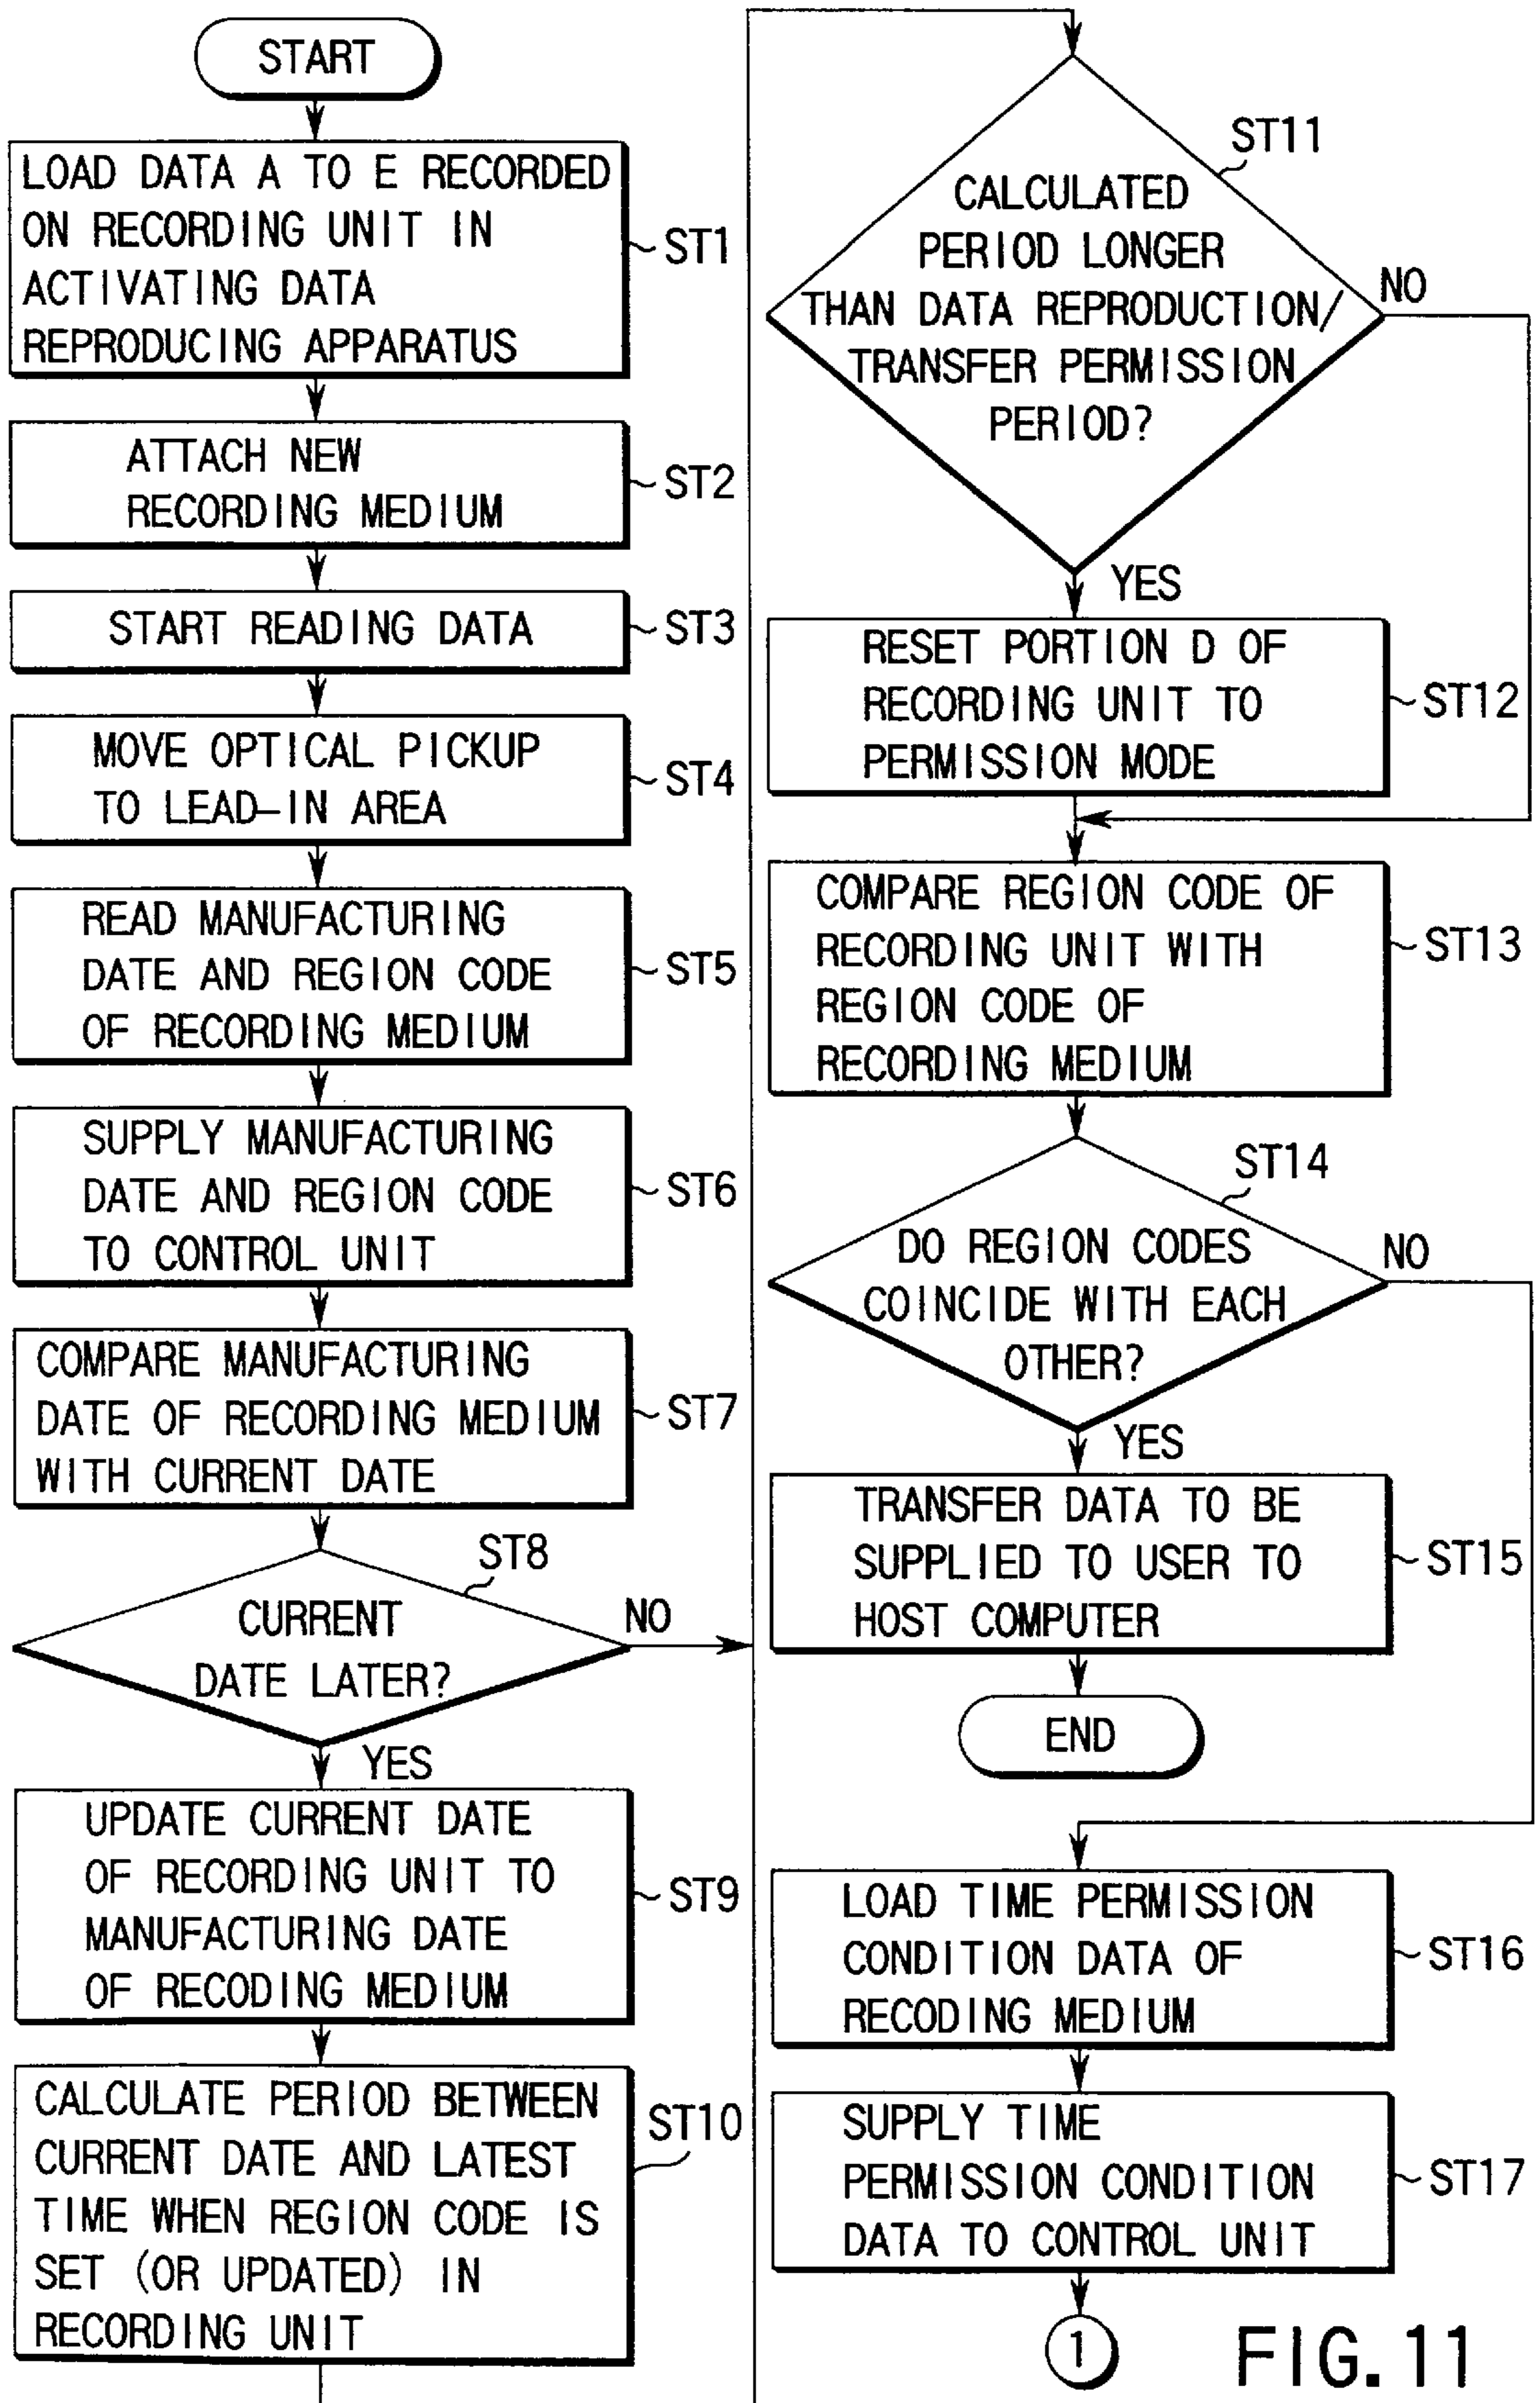 START
LOAD DATA A TO E RECORDED
ON RECORDING UNIT IN
ACTIVATING DATA
REPRODUCING APPARATUS
ST1
ATTACH NEW
RECORDING MEDIUM
ST2
START READING DATA
ST3
MOVE OPTICAL PICKUP
TO LEAD-IN AREA
ST4
READ MANUFACTURING
DATE AND REGION CODE
OF RECORDING MEDIUM
ST5
SUPPLY MANUFACTURING
DATE AND REGION CODE
TO CONTROL UNIT
ST6
COMPARE MANUFACTURING
DATE OF RECORDING MEDIUM
WITH CURRENT DATE
ST7
ST8
CURRENT
DATE LATER?
NO
YES
UPDATE CURRENT DATE
OF RECORDING UNIT TO
MANUFACTURING DATE
OF RECODING MEDIUM
ST9
CALCULATE PERIOD BETWEEN
CURRENT DATE AND LATEST
TIME WHEN REGION CODE IS
SET (OR UPDATED) IN
RECORDING UNIT
ST10
ST11
CALCULATED
PERIOD LONGER
THAN DATA REPRODUCTION/
TRANSFER PERMISSION
PERIOD?
NO
YES
RESET PORTION D OF
RECORDING UNIT TO
PERMISSION MODE
ST12
COMPARE REGION CODE OF
RECORDING UNIT WITH
REGION CODE OF
RECORDING MEDIUM
ST13
ST14
DO REGION CODES
COINCIDE WITH EACH
OTHER?
NO
YES
TRANSFER DATA TO BE
SUPPLIED TO USER TO
HOST COMPUTER
ST15
END
LOAD TIME PERMISSION
CONDITION DATA OF
RECODING MEDIUM
ST16
SUPPLY TIME
PERMISSION CONDITION
DATA TO CONTROL UNIT
ST17
1
FIG. 11